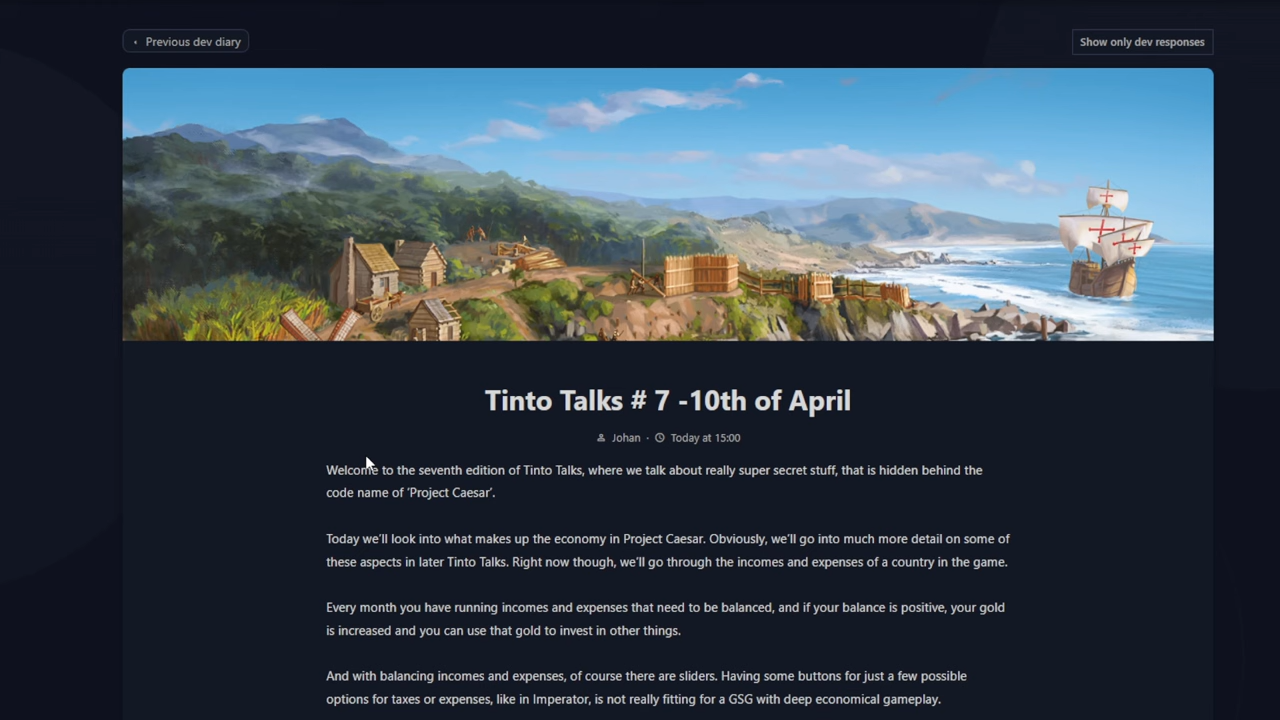 Previous dev diary
Show only dev responses
Tinto Talks # 7 -10th of April
Johan · Today at 15:00
Welcome to the seventh edition of Tinto Talks, where we talk about really super secret stuff, that is hidden behind the
code name of ‘Project Caesar’.
Today we’ll look into what makes up the economy in Project Caesar. Obviously, we’ll go into much more detail on some of
these aspects in later Tinto Talks. Right now though, we’ll go through the incomes and expenses of a country in the game.
Every month you have running incomes and expenses that need to be balanced, and if your balance is positive, your gold
is increased and you can use that gold to invest in other things.
And with balancing incomes and expenses, of course there are sliders. Having some buttons for just a few possible
options for taxes or expenses, like in Imperator, is not really fitting for a GSG with deep economical gameplay.